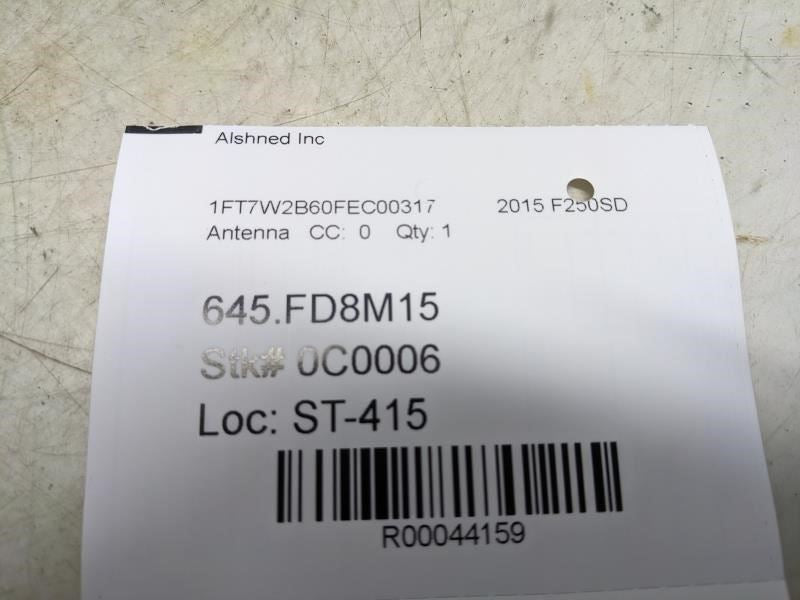 Alshned Inc
1FT7W2B60FEC00317 2015 F250SD
Antenna CC: 0 Qty: 1
645.FD8M15
Stk# 0C0006
Loc: ST-415
R00044159